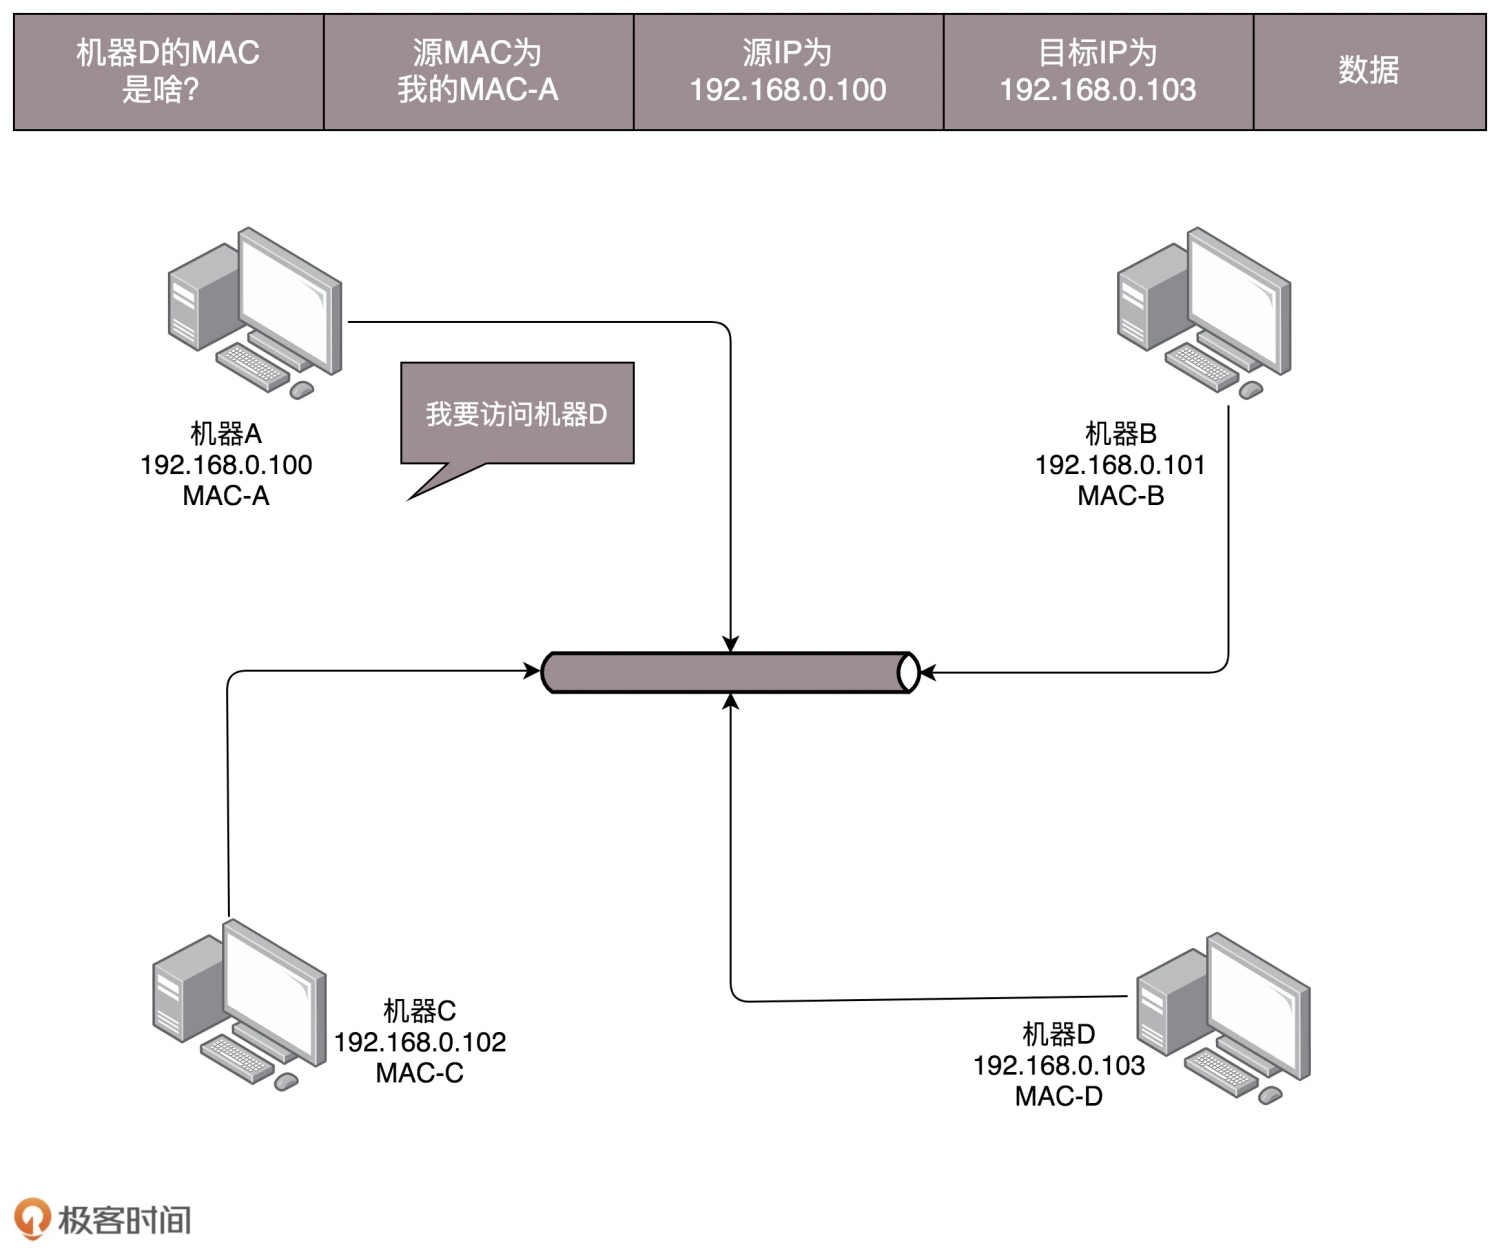 机器D的MAC
是啥?
源MAC为
我的MAC-A
源IP为
192.168.0.100
目标IP为
192.168.0.103
数据
我要访问机器D
机器A
192.168.0.100
MAC-A
机器B
192.168.0.101
MAC-B
机器C
192.168.0.102
MAC-C
机器D
192.168.0.103
MAC-D
极客时间